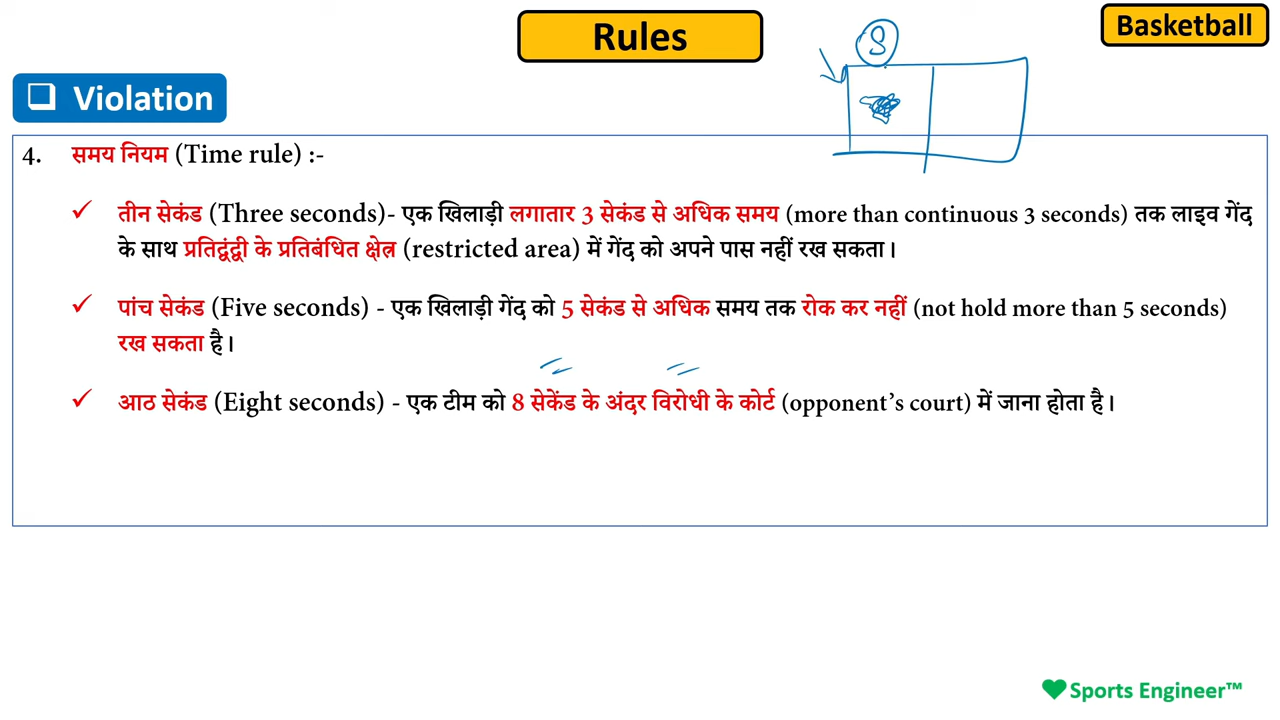 Rules
Basketball
8
Violation
4. समय नियम (Time rule) :-
तीन सेकंड (Three seconds)- एक खिलाड़ी लगातार 3 सेकंड से अधिक समय (more than continuous 3 seconds) तक लाइव गेंद
के साथ प्रतिद्वंद्वी के प्रतिबंधित क्षेत्र (restricted area) में गेंद को अपने पास नहीं रख सकता।
पांच सेकंड (Five seconds) - एक खिलाड़ी गेंद को 5 सेकंड से अधिक समय तक रोक कर नहीं (not hold more than 5 seconds)
रख सकता है।
आठ सेकंड (Eight seconds) - एक टीम को 8 सेकेंड के अंदर विरोधी के कोर्ट (opponent’s court) में जाना होता है।
Sports Engineer™